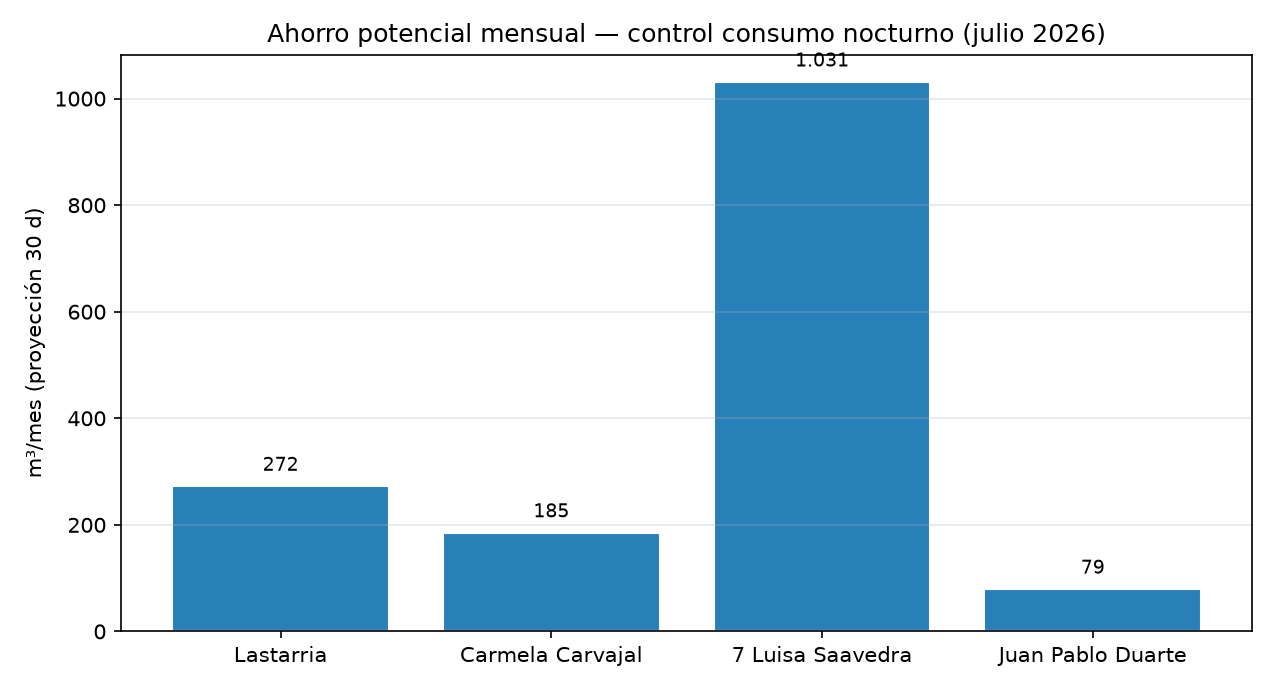 Ahorro potencial mensual — control consumo nocturno (julio 2026)
m³/mes (proyección 30 d)
1000
800
600
400
200
0
272
185
1.031
79
Lastarria
Carmela Carvajal
7 Luisa Saavedra
Juan Pablo Duarte